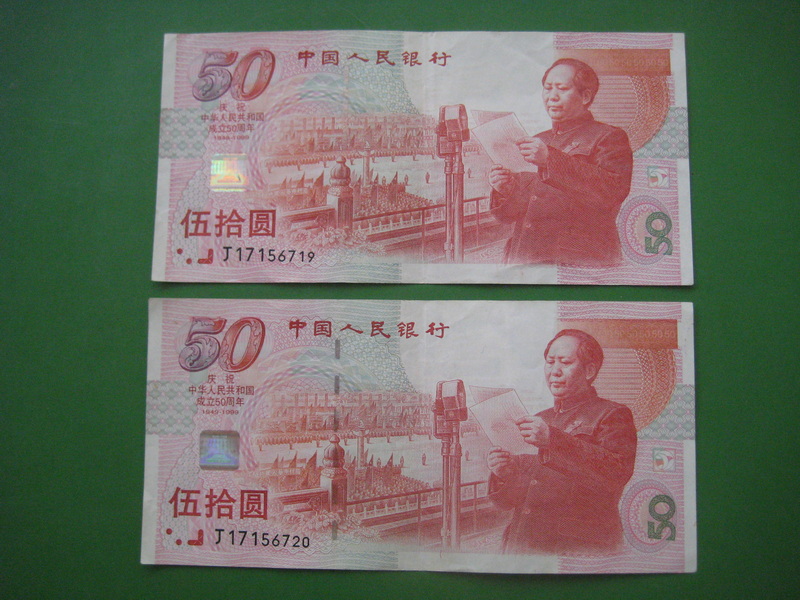 50
中国人民银行
庆祝
中华人民共和国
成立50周年
1949-1999
伍拾圆
J17156719
50
50
中国人民银行
庆祝
中华人民共和国
成立50周年
1949-1999
伍拾圆
J17156720
50